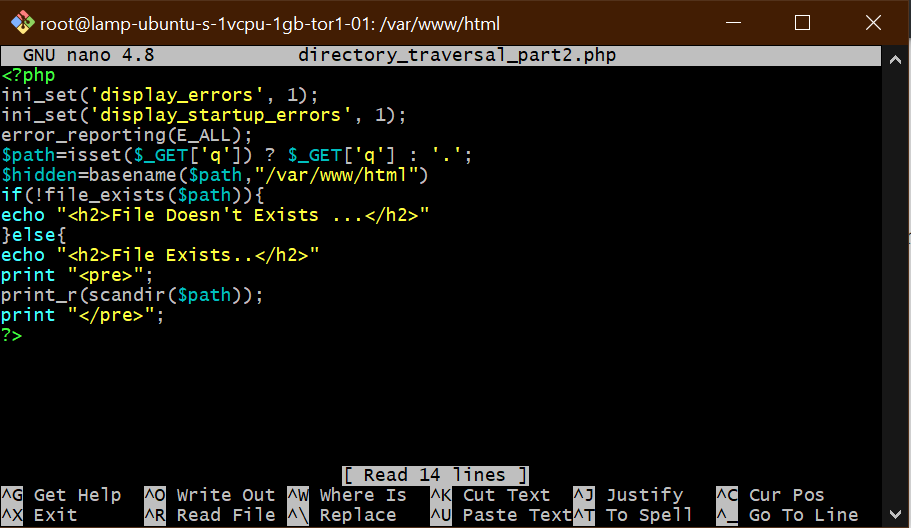 root@lamp-ubuntu-s-1vcpu-1gb-tor1-01: /var/www/html
GNU nano 4.8 directory_traversal_part2.php
<?php
ini_set('display_errors', 1);
ini_set('display_startup_errors', 1);
error_reporting(E_ALL);
$path=isset($_GET['q']) ? $_GET['q'] : '.';
$hidden=basename($path,"/var/www/html")
if(!file_exists($path)){
echo "<h2>File Doesn't Exists ...</h2>"
}else{
echo "<h2>File Exists..</h2>"
print "<pre>";
print_r(scandir($path));
print "</pre>";
?>
[ Read 14 lines ]
^G Get Help ^O Write Out ^W Where Is ^K Cut Text ^J Justify ^C Cur Pos
^X Exit ^R Read File ^\ Replace ^U Paste Text^T To Spell ^_ Go To Line